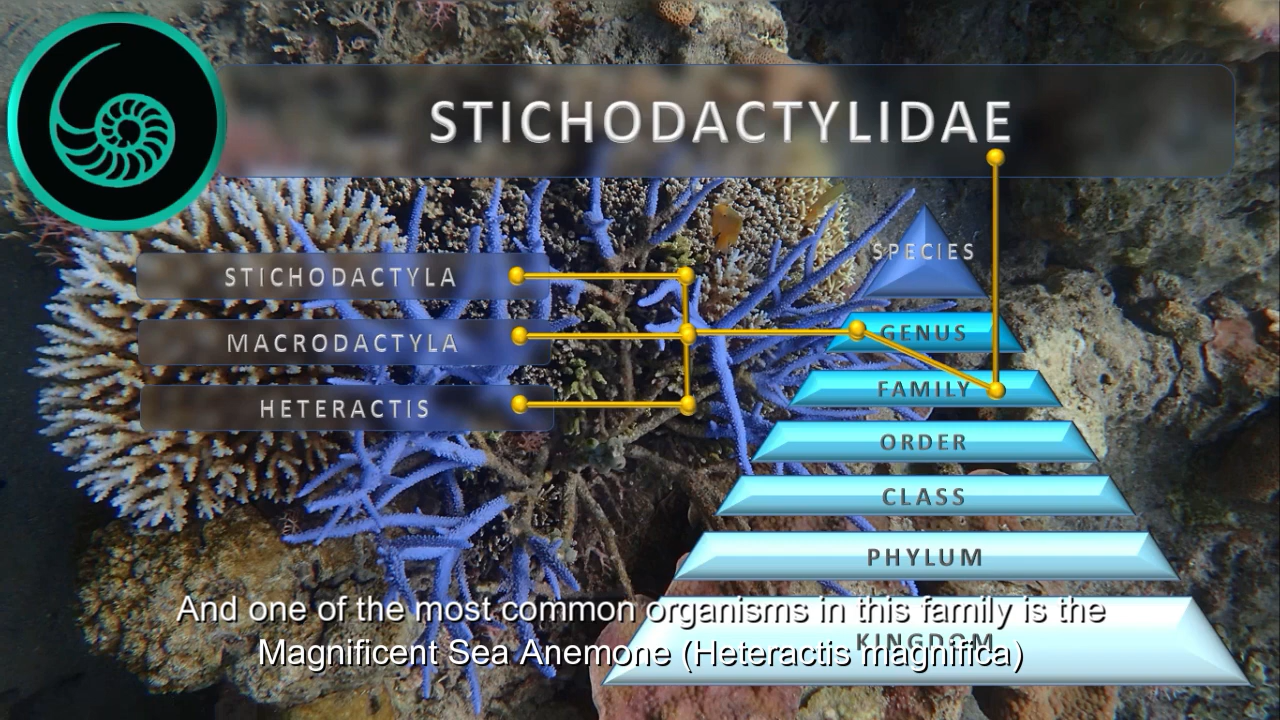 STICHODACTYLIDAE
SPECIES
STICHODACTYLA
GENUS
MACRODACTYLA
FAMILY
HETERACTIS
ORDER
CLASS
PHYLUM
KINGDOM
And one of the most common organisms in this family is the
Magnificent Sea Anemone (Heteractis magnifica)